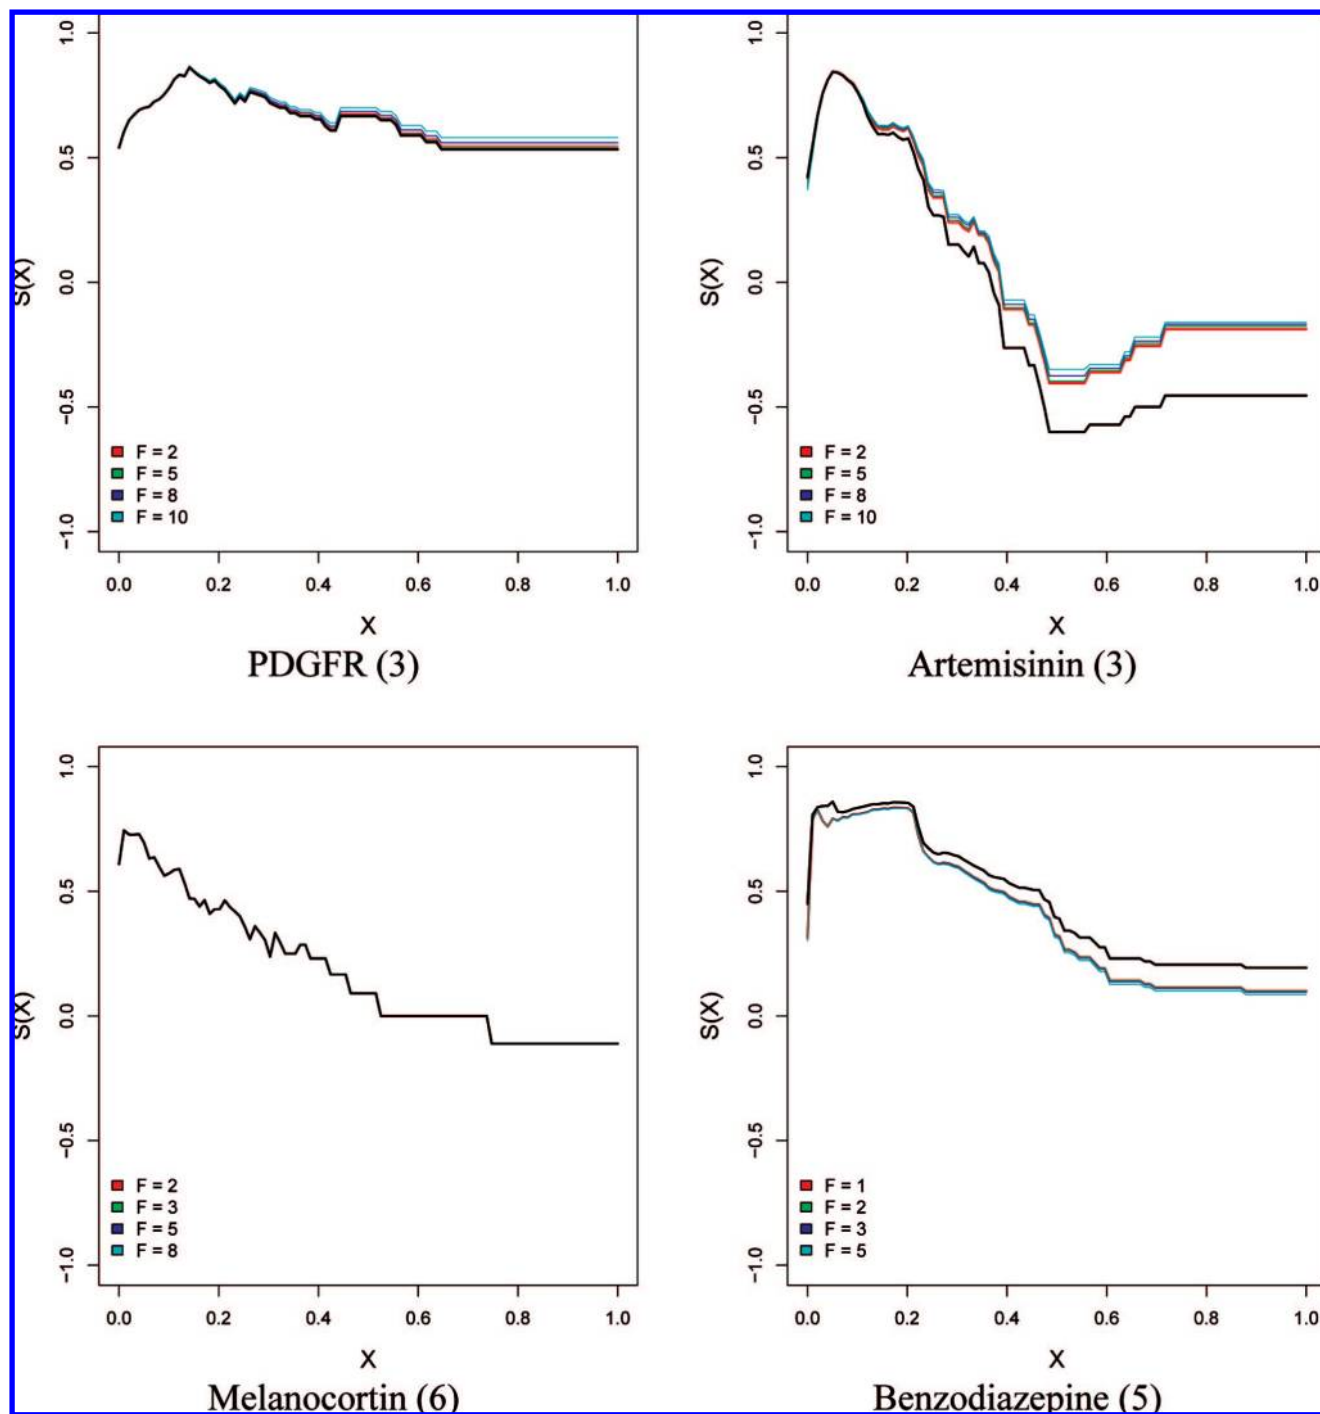 1.0
0.5
0.0
−0.5
−1.0
S(X)
F = 2
F = 5
F = 8
F = 10
0.0 0.2 0.4 0.6 0.8 1.0
X
PDGFR (3)
1.0
0.5
0.0
−0.5
−1.0
S(X)
F = 2
F = 5
F = 8
F = 10
0.0 0.2 0.4 0.6 0.8 1.0
X
Artemisinin (3)
1.0
0.5
0.0
−0.5
−1.0
S(X)
F = 2
F = 3
F = 5
F = 8
0.0 0.2 0.4 0.6 0.8 1.0
X
Melanocortin (6)
1.0
0.5
0.0
−0.5
−1.0
S(X)
F = 1
F = 2
F = 3
F = 5
0.0 0.2 0.4 0.6 0.8 1.0
X
Benzodiazepine (5)